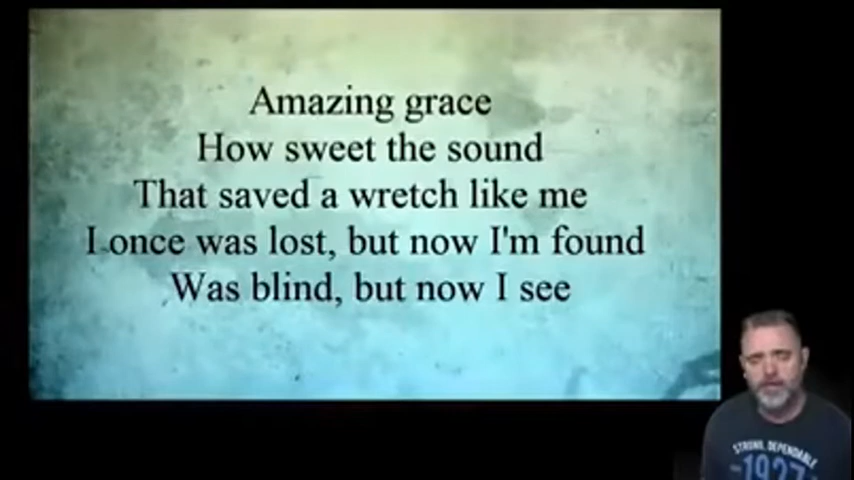 Amazing grace
How sweet the sound
That saved a wretch like me
I once was lost, but now I'm found
Was blind, but now I see
STRONG, DEPENDABLE
-1927-